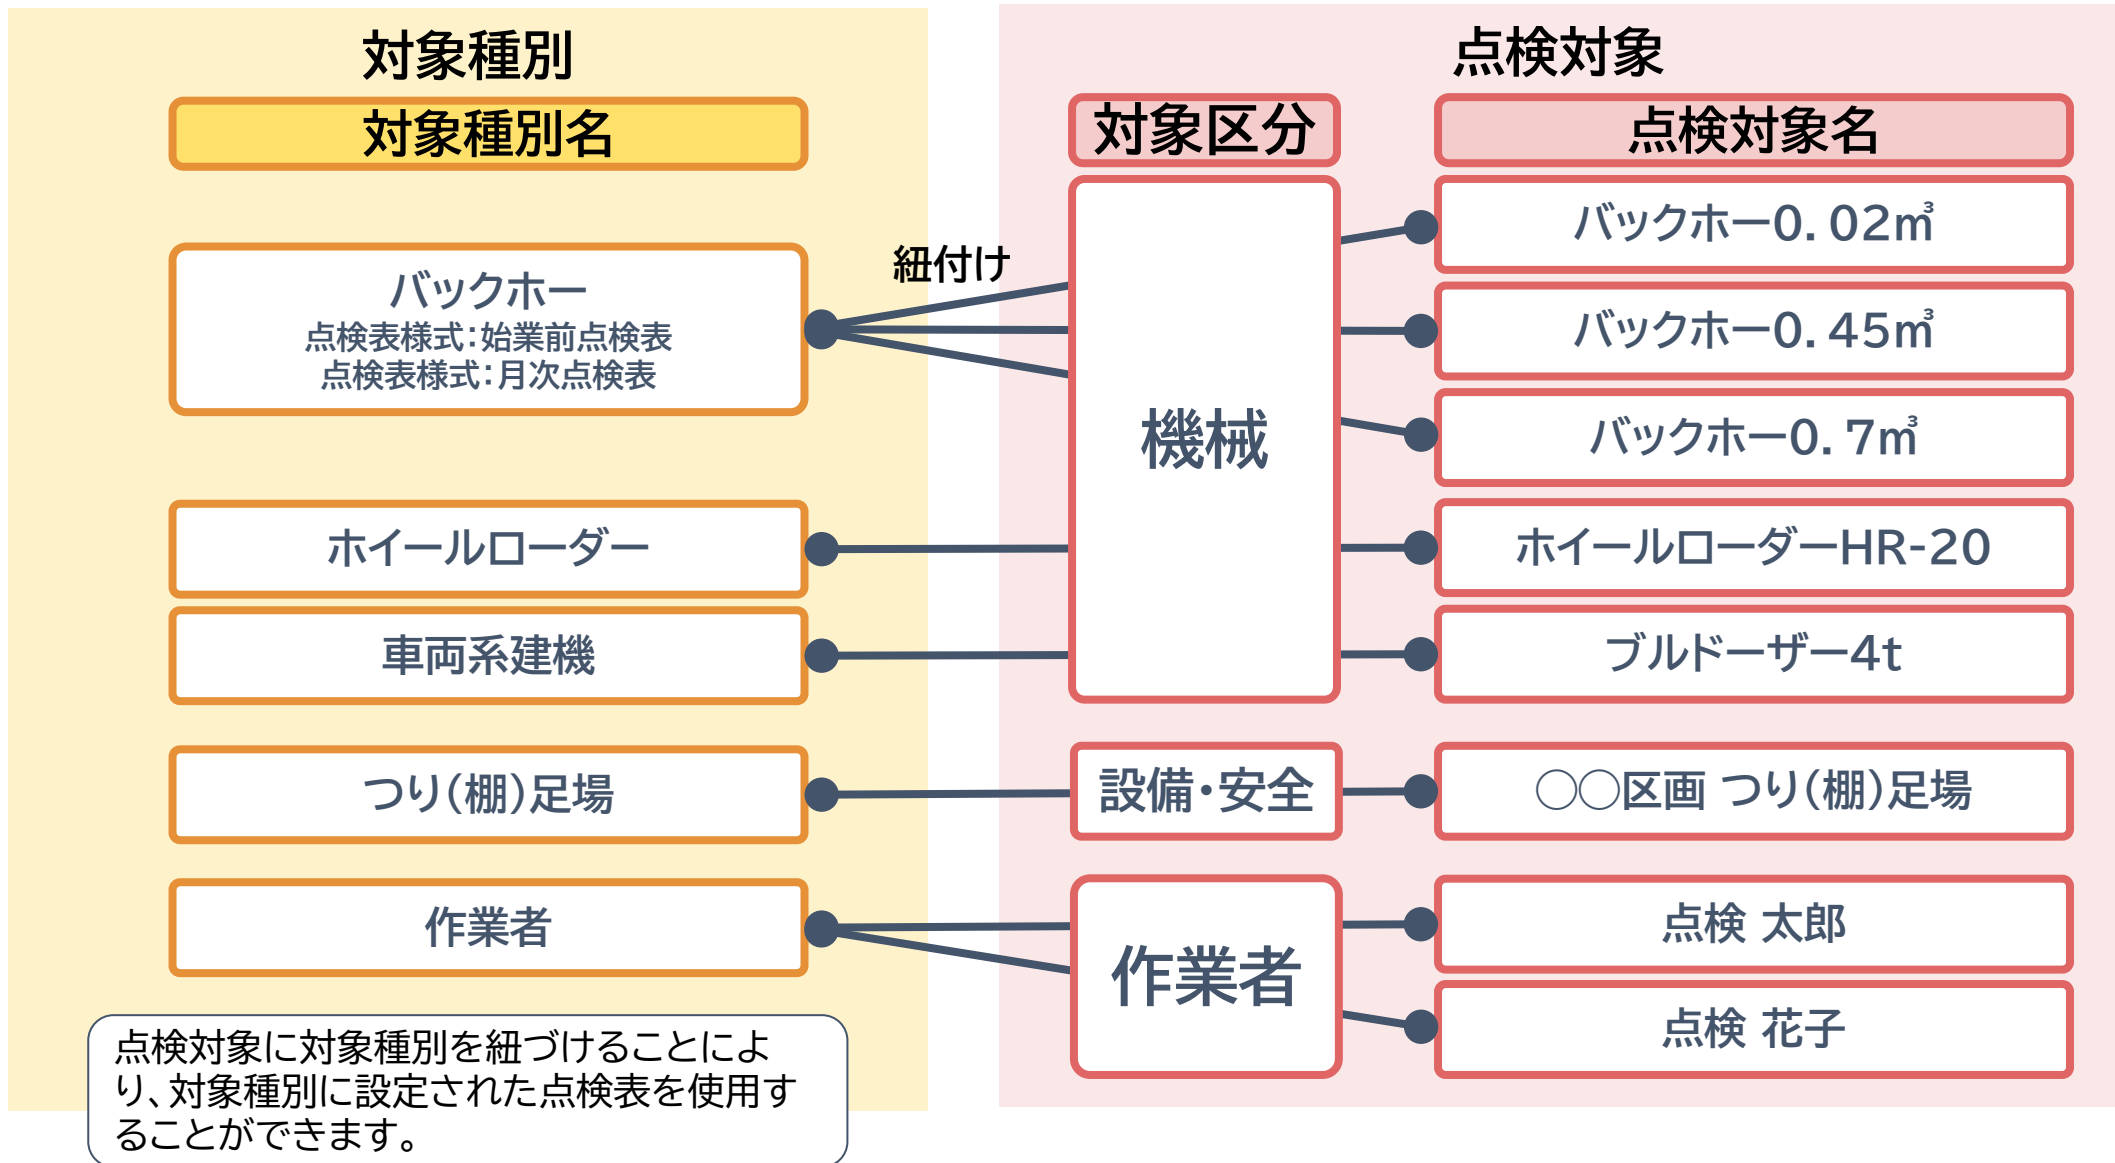 対象種別
対象種別名
バックホー
点検表様式：始業前点検表
点検表様式：月次点検表
ホイールローダー
車両系建機
つり（棚）足場
作業者
点検対象に対象種別を紐づけることによ
り、対象種別に設定された点検表を使用す
ることができます。
紐付け
点検対象
対象区分
点検対象名
機械
バックホー0．02㎥
バックホー0．45㎥
バックホー0．7㎥
ホイールローダーHR-20
ブルドーザー4t
設備・安全
◯◯区画 つり（棚）足場
作業者
点検 太郎
点検 花子